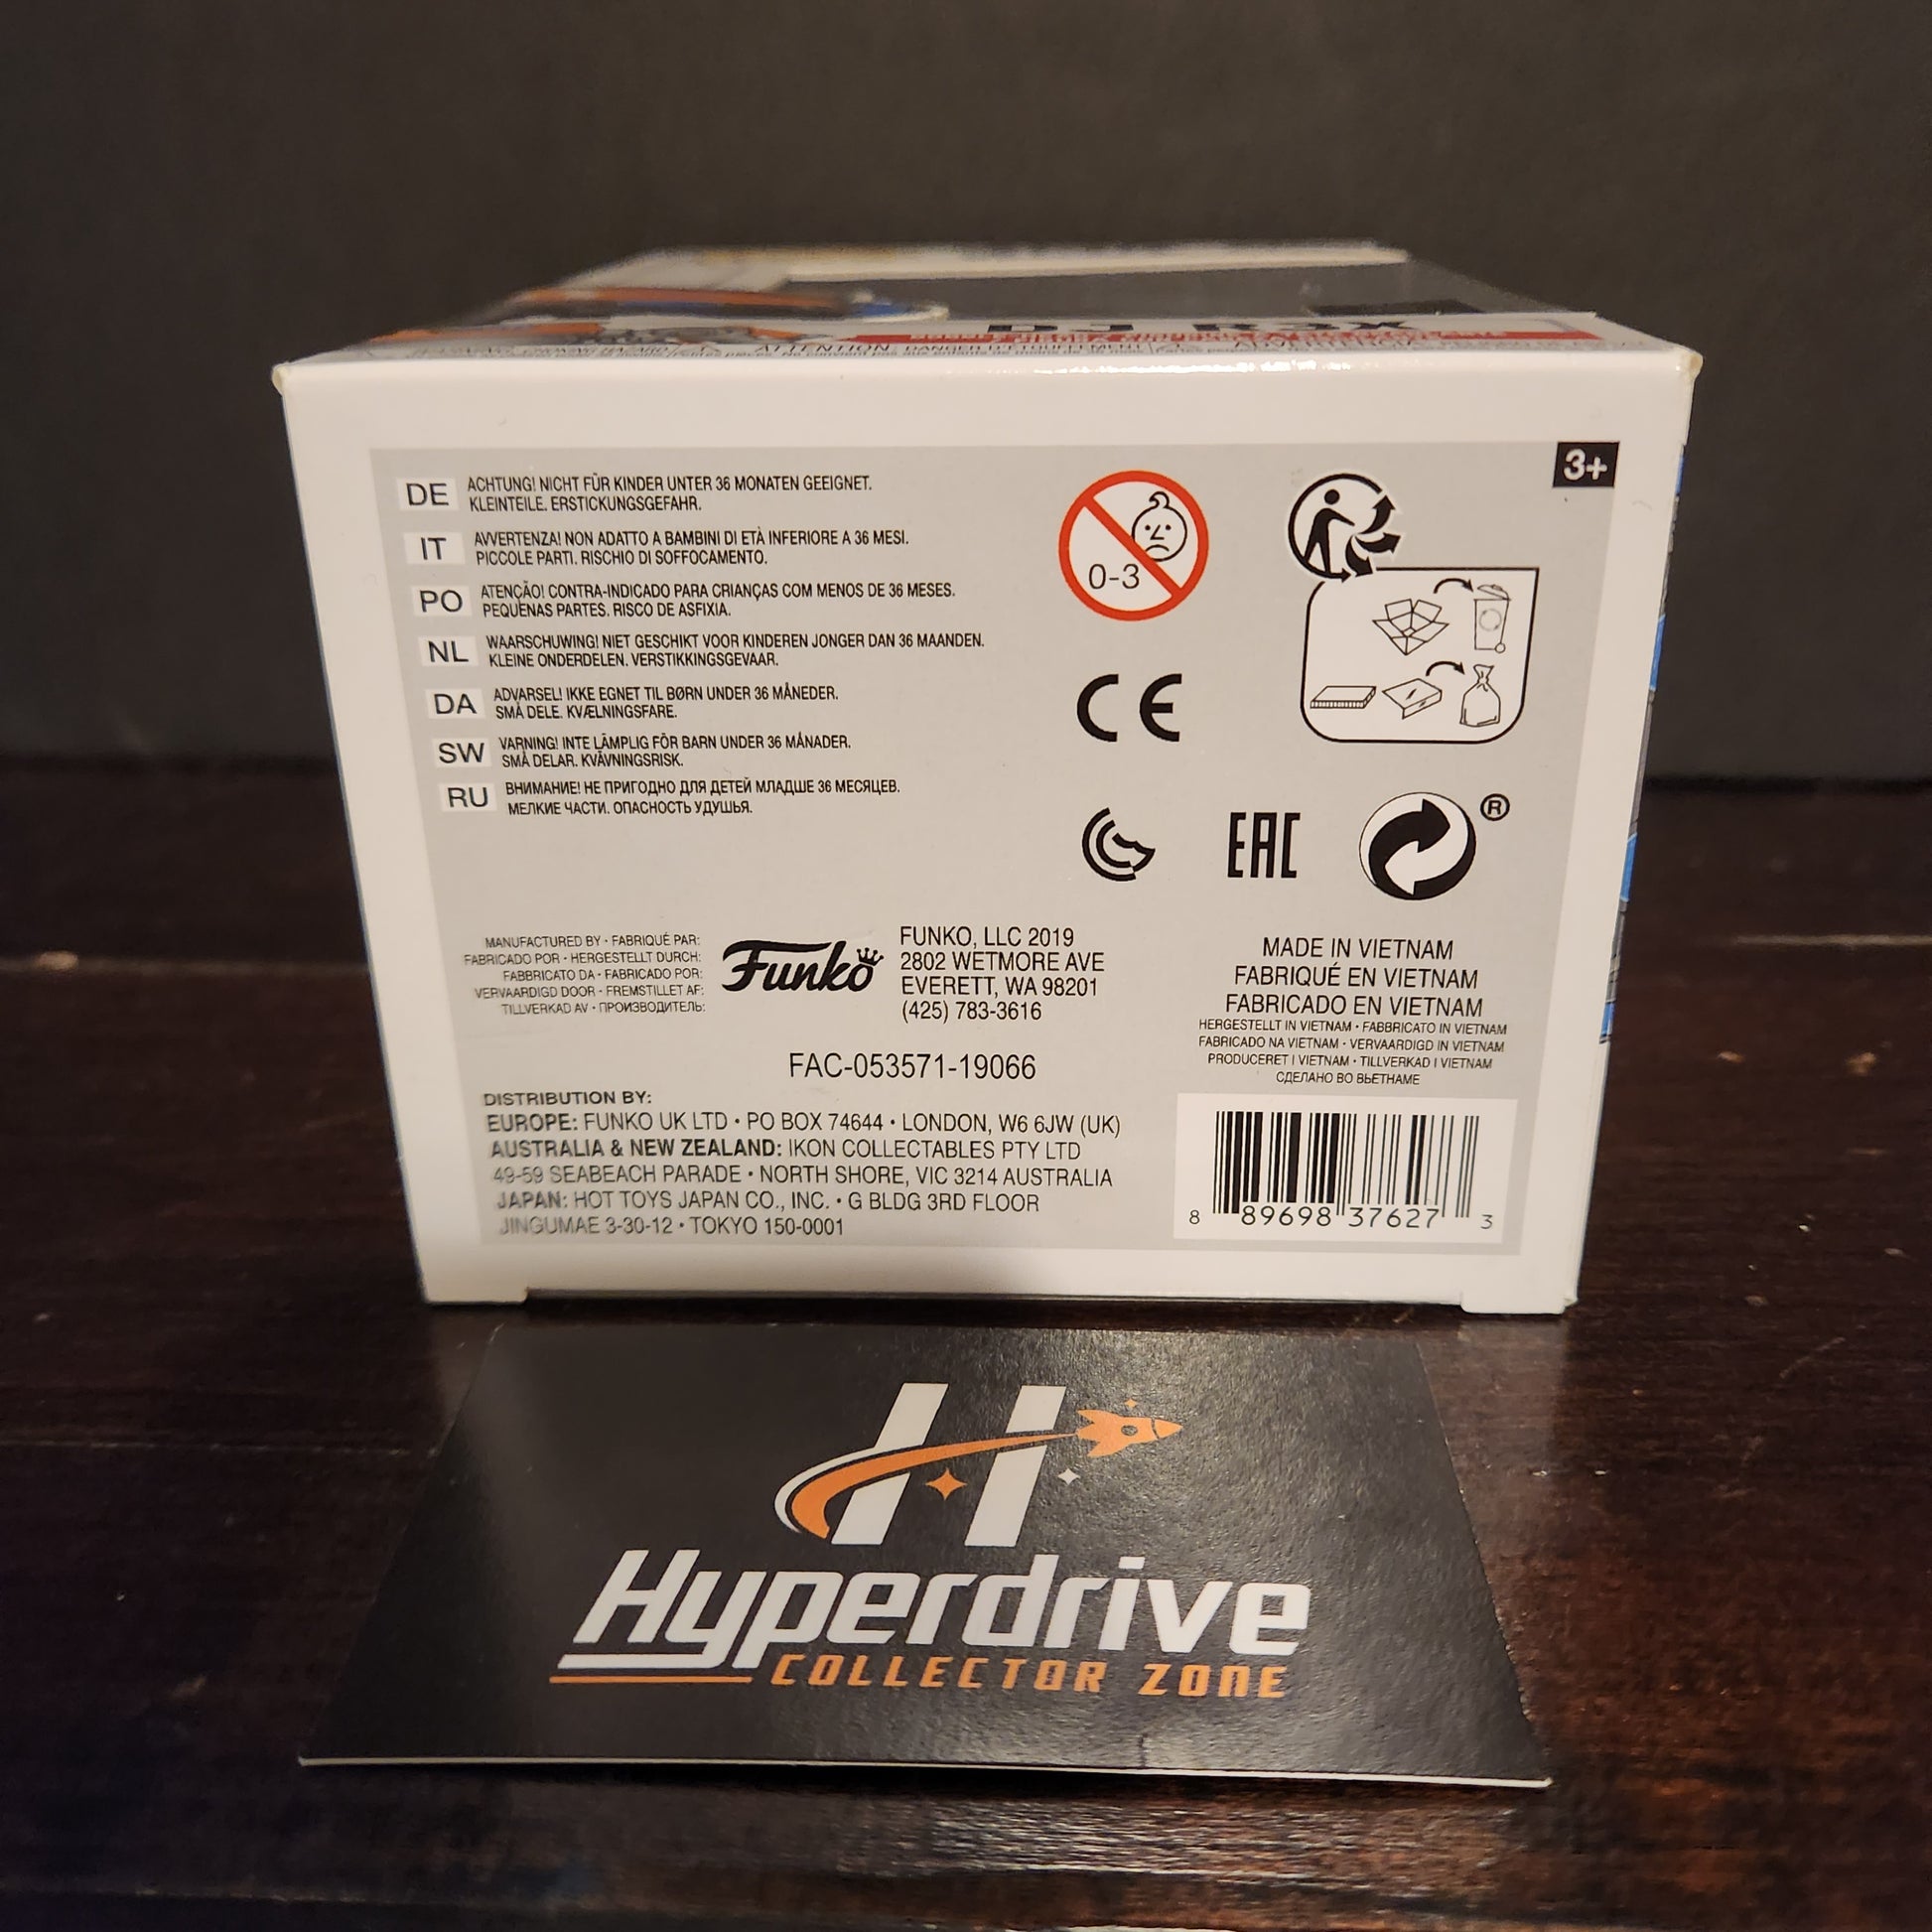 DJ R3X
ATTENTION: DANGER D'ÉTOUFFEMENT
3+
DE ACHTUNG! NICHT FÜR KINDER UNTER 36 MONATEN GEEIGNET.
KLEINTEILE. ERSTICKUNGSGEFAHR.
IT AVVERTENZA! NON ADATTO A BAMBINI DI ETÀ INFERIORE A 36 MESI.
PICCOLE PARTI. RISCHIO DI SOFFOCAMENTO.
PO ATENÇÃO! CONTRA-INDICADO PARA CRIANÇAS COM MENOS DE 36 MESES.
PEQUENAS PARTES. RISCO DE ASFIXIA.
NL WAARSCHUWING! NIET GESCHIKT VOOR KINDEREN JONGER DAN 36 MAANDEN.
KLEINE ONDERDELEN. VERSTIKKINGSGEVAAR.
DA ADVARSEL! IKKE EGNET TIL BØRN UNDER 36 MÅNEDER.
SMÅ DELE. KVÆLNINGSFARE.
SW VARNING! INTE LÄMPLIG FÖR BARN UNDER 36 MÅNADER.
SMÅ DELAR. KVÄVNINGSRISK.
RU ВНИМАНИЕ! НЕ ПРИГОДНО ДЛЯ ДЕТЕЙ МЛАДШЕ 36 МЕСЯЦЕВ.
МЕЛКИЕ ЧАСТИ. ОПАСНОСТЬ УДУШЬЯ.
0-3
CE
EAC
®
MANUFACTURED BY • FABRIQUÉ PAR:
FABRICADO POR • HERGESTELLT DURCH:
FABBRICATO DA • FABRICADO POR:
VERVAARDIGD DOOR • FREMSTILLET AF:
TILLVERKAD AV • ПРОИЗВОДИТЕЛЬ:
Funko
FUNKO, LLC 2019
2802 WETMORE AVE
EVERETT, WA 98201
(425) 783-3616
MADE IN VIETNAM
FABRIQUÉ EN VIETNAM
FABRICADO EN VIETNAM
HERGESTELLT IN VIETNAM • FABBRICATO IN VIETNAM
FABRICADO NA VIETNAM • VERVAARDIGD IN VIETNAM
PRODUCERET I VIETNAM • TILLVERKAD I VIETNAM
СДЕЛАНО ВО ВЬЕТНАМЕ
FAC-053571-19066
DISTRIBUTION BY:
EUROPE: FUNKO UK LTD • PO BOX 74644 • LONDON, W6 6JW (UK)
AUSTRALIA & NEW ZEALAND: IKON COLLECTABLES PTY LTD
49-59 SEABEACH PARADE • NORTH SHORE, VIC 3214 AUSTRALIA
JAPAN: HOT TOYS JAPAN CO., INC. • G BLDG 3RD FLOOR
JINGUMAE 3-30-12 • TOKYO 150-0001
8 89698 37627 3
H
Hyperdrive
COLLECTOR ZONE